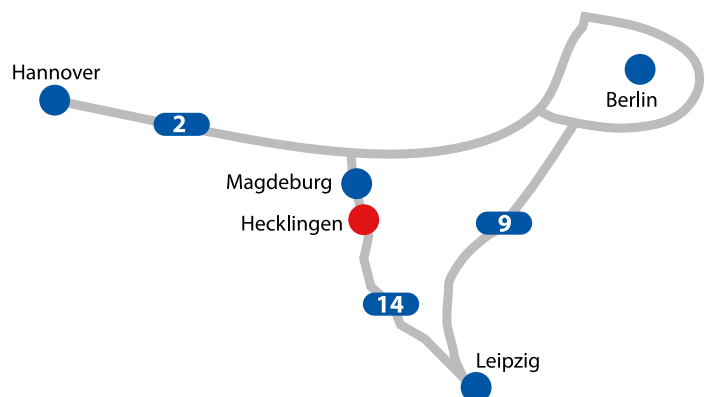 Hannover
2
Berlin
Magdeburg
Hecklingen
9
14
Leipzig